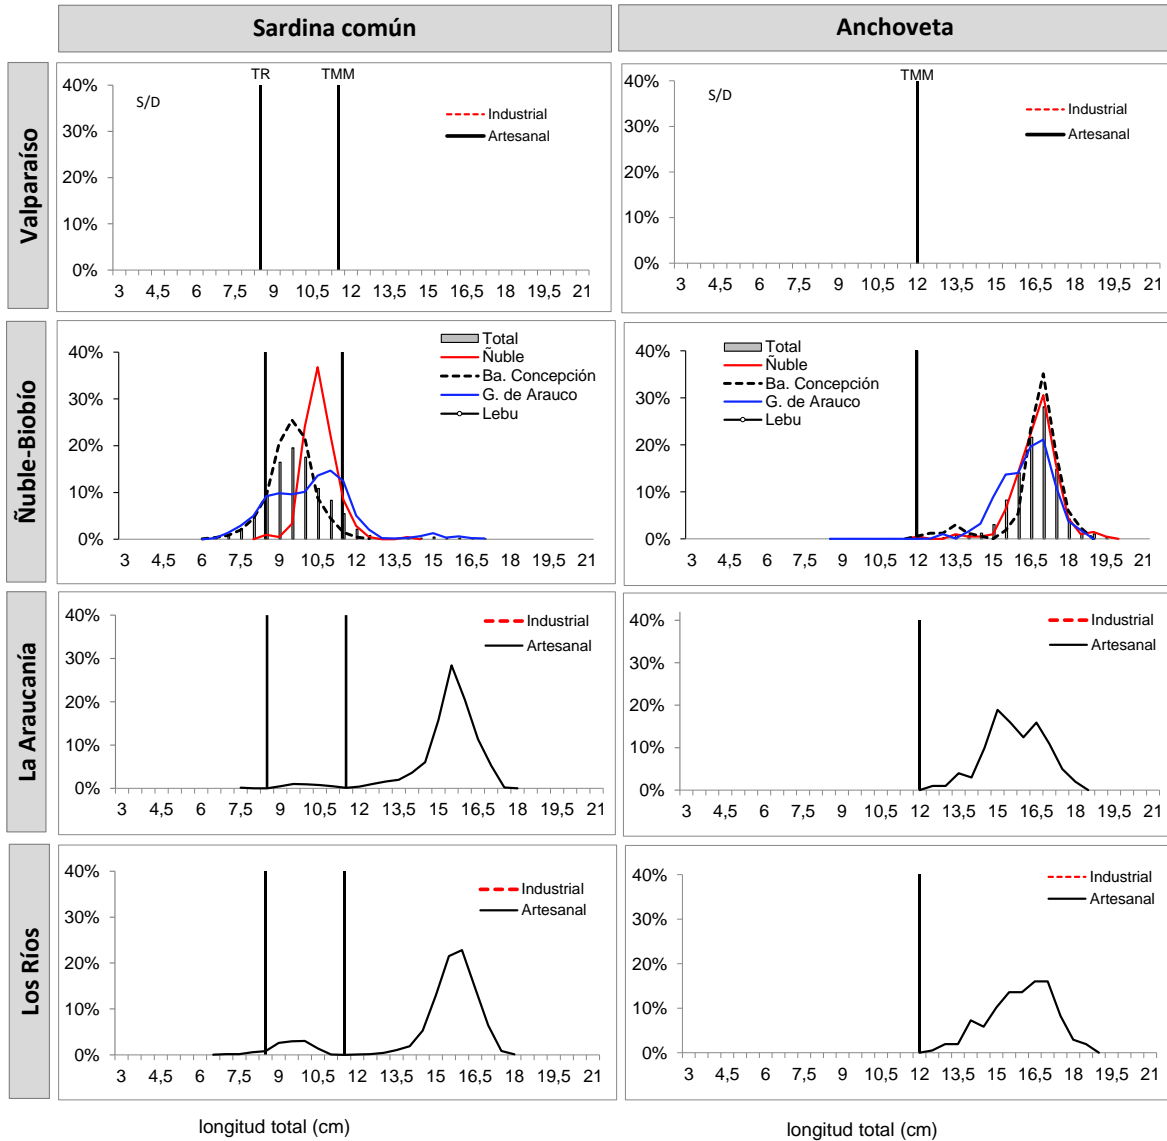 Sardina común
Anchoveta
Valparaíso
TR
TMM
S/D
Industrial
Artesanal
40%
30%
20%
10%
0%
3 4,5 6 7,5 9 10,5 12 13,5 15 16,5 18 19,5 21
TMM
S/D
Industrial
Artesanal
40%
30%
20%
10%
0%
3 4,5 6 7,5 9 10,5 12 13,5 15 16,5 18 19,5 21
Ñuble-Biobío
Total
Ñuble
Ba. Concepción
G. de Arauco
Lebu
40%
30%
20%
10%
0%
3 4,5 6 7,5 9 10,5 12 13,5 15 16,5 18 19,5 21
Total
Ñuble
Ba. Concepción
G. de Arauco
Lebu
40%
30%
20%
10%
0%
3 4,5 6 7,5 9 10,5 12 13,5 15 16,5 18 19,5 21
La Araucanía
Industrial
Artesanal
40%
30%
20%
10%
0%
3 4,5 6 7,5 9 10,5 12 13,5 15 16,5 18 19,5 21
Industrial
Artesanal
40%
30%
20%
10%
0%
3 4,5 6 7,5 9 10,5 12 13,5 15 16,5 18 19,5 21
Los Ríos
Industrial
Artesanal
40%
30%
20%
10%
0%
3 4,5 6 7,5 9 10,5 12 13,5 15 16,5 18 19,5 21
Industrial
Artesanal
40%
30%
20%
10%
0%
3 4,5 6 7,5 9 10,5 12 13,5 15 16,5 18 19,5 21
longitud total (cm)
longitud total (cm)